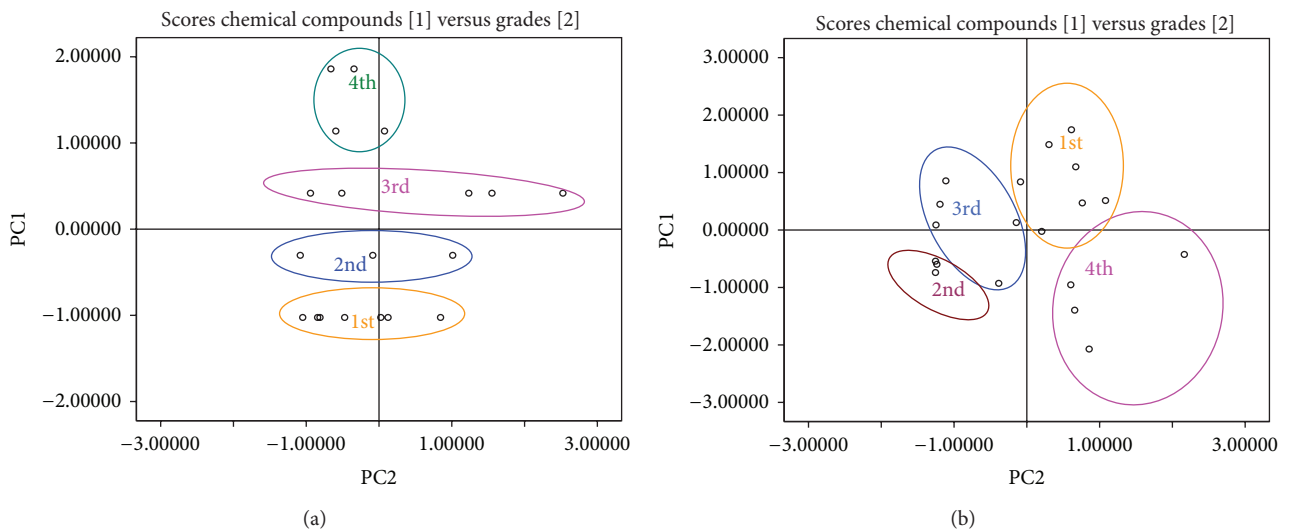 Scores chemical compounds [1] versus grades [2]
2.00000
1.00000
0.00000
−1.00000
−2.00000
PC1
4th
3rd
2nd
1st
−3.00000 −1.00000 1.00000 3.00000
PC2
(a)
Scores chemical compounds [1] versus grades [2]
3.00000
2.00000
1.00000
0.00000
−1.00000
−2.00000
−3.00000
PC1
1st
3rd
4th
2nd
−3.00000 −1.00000 1.00000 3.00000
PC2
(b)